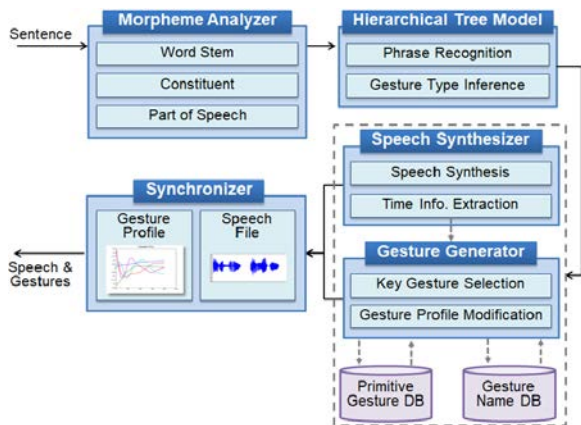 Sentence
Morpheme Analyzer
Word Stem
Constituent
Part of Speech
Hierarchical Tree Model
Phrase Recognition
Gesture Type Inference
Speech Synthesizer
Speech Synthesis
Time Info. Extraction
Gesture Generator
Key Gesture Selection
Gesture Profile Modification
Primitive
Gesture DB
Gesture
Name DB
Synchronizer
Gesture
Profile
Speech
File
Speech &
Gestures